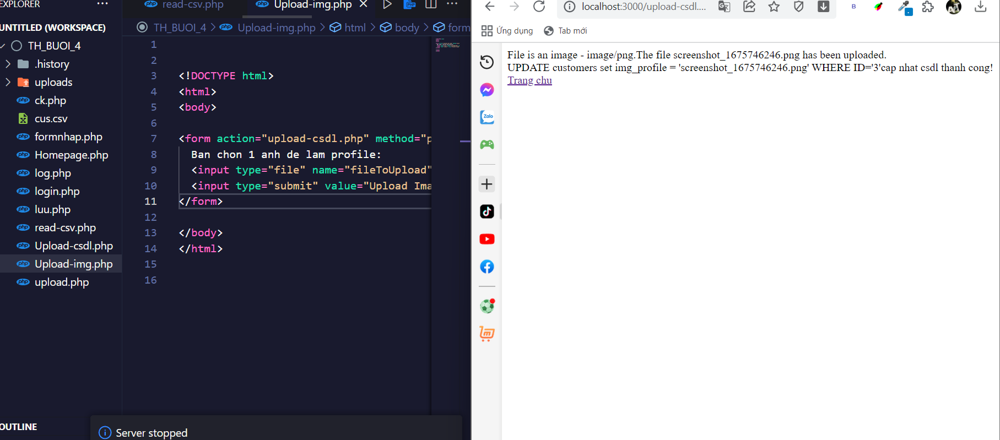 EXPLORER
UNTITLED (WORKSPACE)
TH_BUOI_4
.history
uploads
ck.php
cus.csv
formnhap.php
Homepage.php
log.php
login.php
luu.php
read-csv.php
Upload-csdl.php
Upload-img.php
upload.php
OUTLINE
read-csv.php
Upload-img.php
TH_BUOI_4 > Upload-img.php > html > body > form
1
2
3 <!DOCTYPE html>
4 <html>
5 <body>
6
7 <form action="upload-csdl.php" method="p
8 Ban chon 1 anh de lam profile:
9 <input type="file" name="fileToUpload"
10 <input type="submit" value="Upload Ima
11 </form>
12
13 </body>
14 </html>
15
16
Server stopped
localhost:3000/upload-csdl....
Ứng dụng
Tab mới
File is an image - image/png.The file screenshot_1675746246.png has been uploaded.
UPDATE customers set img_profile = 'screenshot_1675746246.png' WHERE ID='3'cap nhat csdl thanh cong!
Trang chu
Zalo